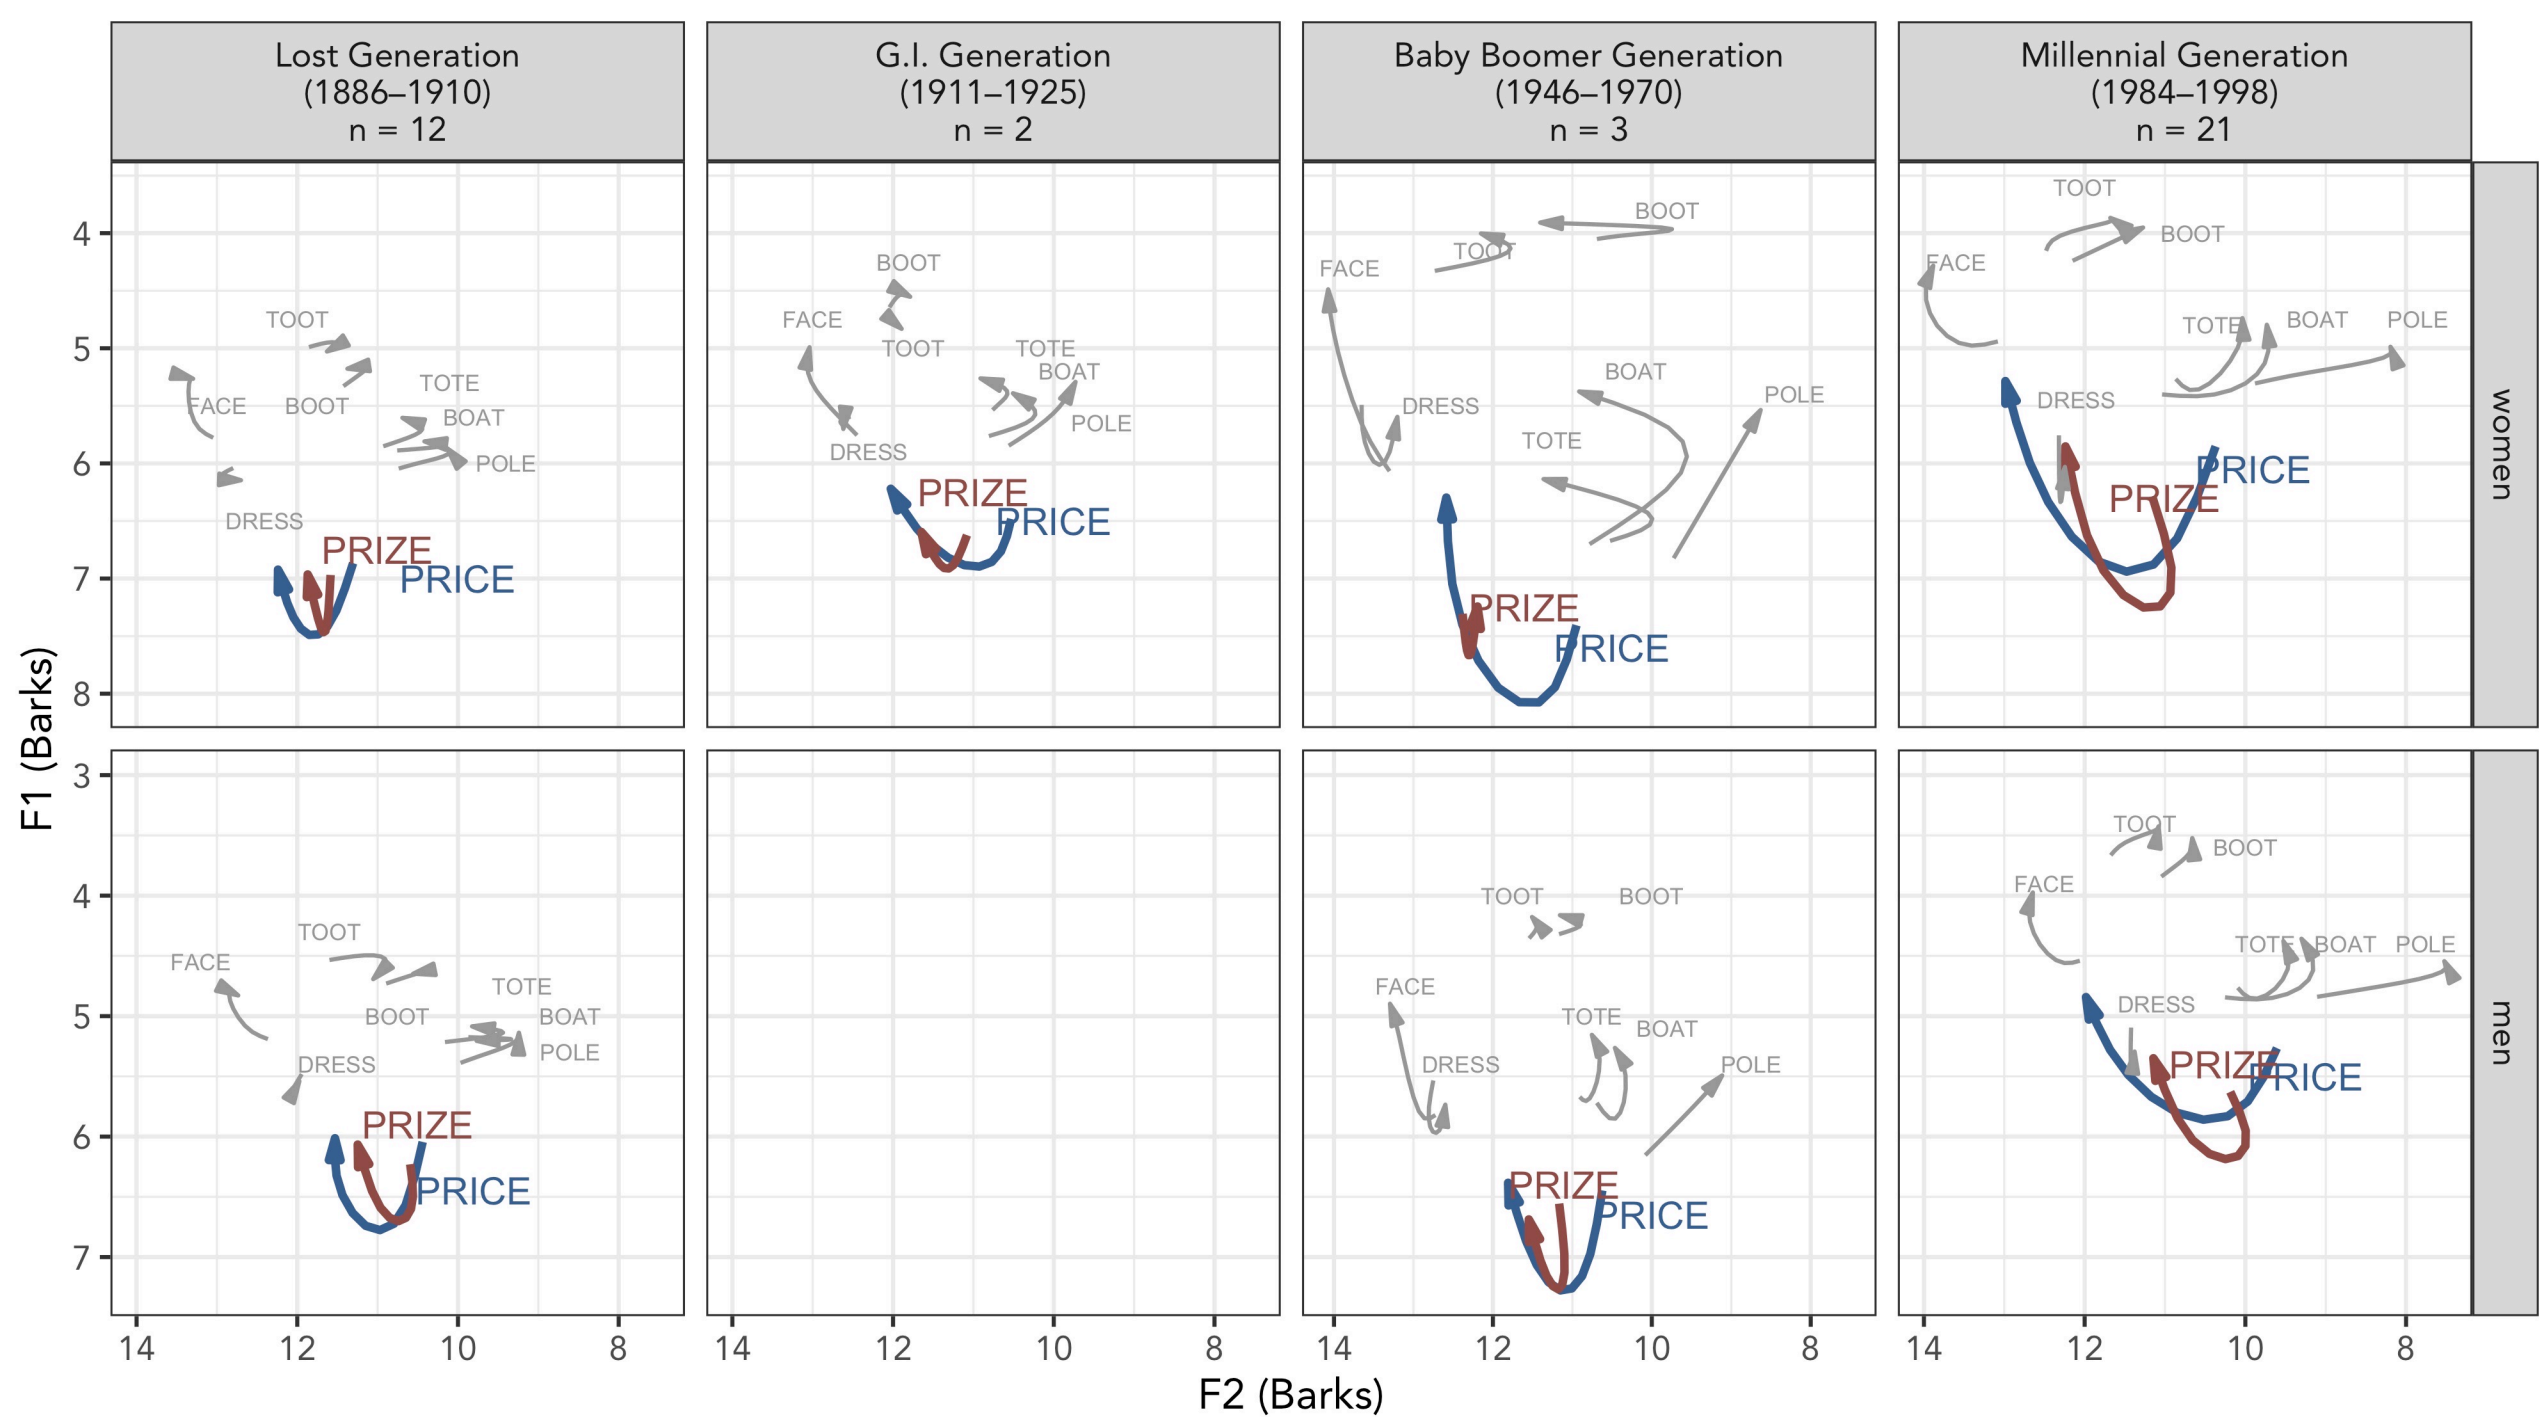 Lost Generation
(1886–1910)
n = 12
G.I. Generation
(1911–1925)
n = 2
Baby Boomer Generation
(1946–1970)
n = 3
Millennial Generation
(1984–1998)
n = 21
women
men
F1 (Barks)
4
5
6
7
8
TOOT
FACE
BOOT
TOTE
BOAT
POLE
DRESS
PRIZE
PRICE
BOOT
FACE
TOOT
TOTE
BOAT
POLE
DRESS
PRIZE
PRICE
BOOT
TOOT
FACE
BOAT
POLE
DRESS
TOTE
PRIZE
PRICE
TOOT
BOOT
FACE
TOTE
BOAT
POLE
DRESS
PRICE
PRIZE
3
4
5
6
7
TOOT
FACE
TOTE
BOOT
BOAT
POLE
DRESS
PRIZE
PRICE
TOOT
BOOT
FACE
TOTE
BOAT
DRESS
POLE
PRIZE
PRICE
TOOT
BOOT
FACE
TOTE
BOAT
POLE
DRESS
PRIZE
PRICE
14 12 10 8
14 12 10 8
14 12 10 8
14 12 10 8
F2 (Barks)